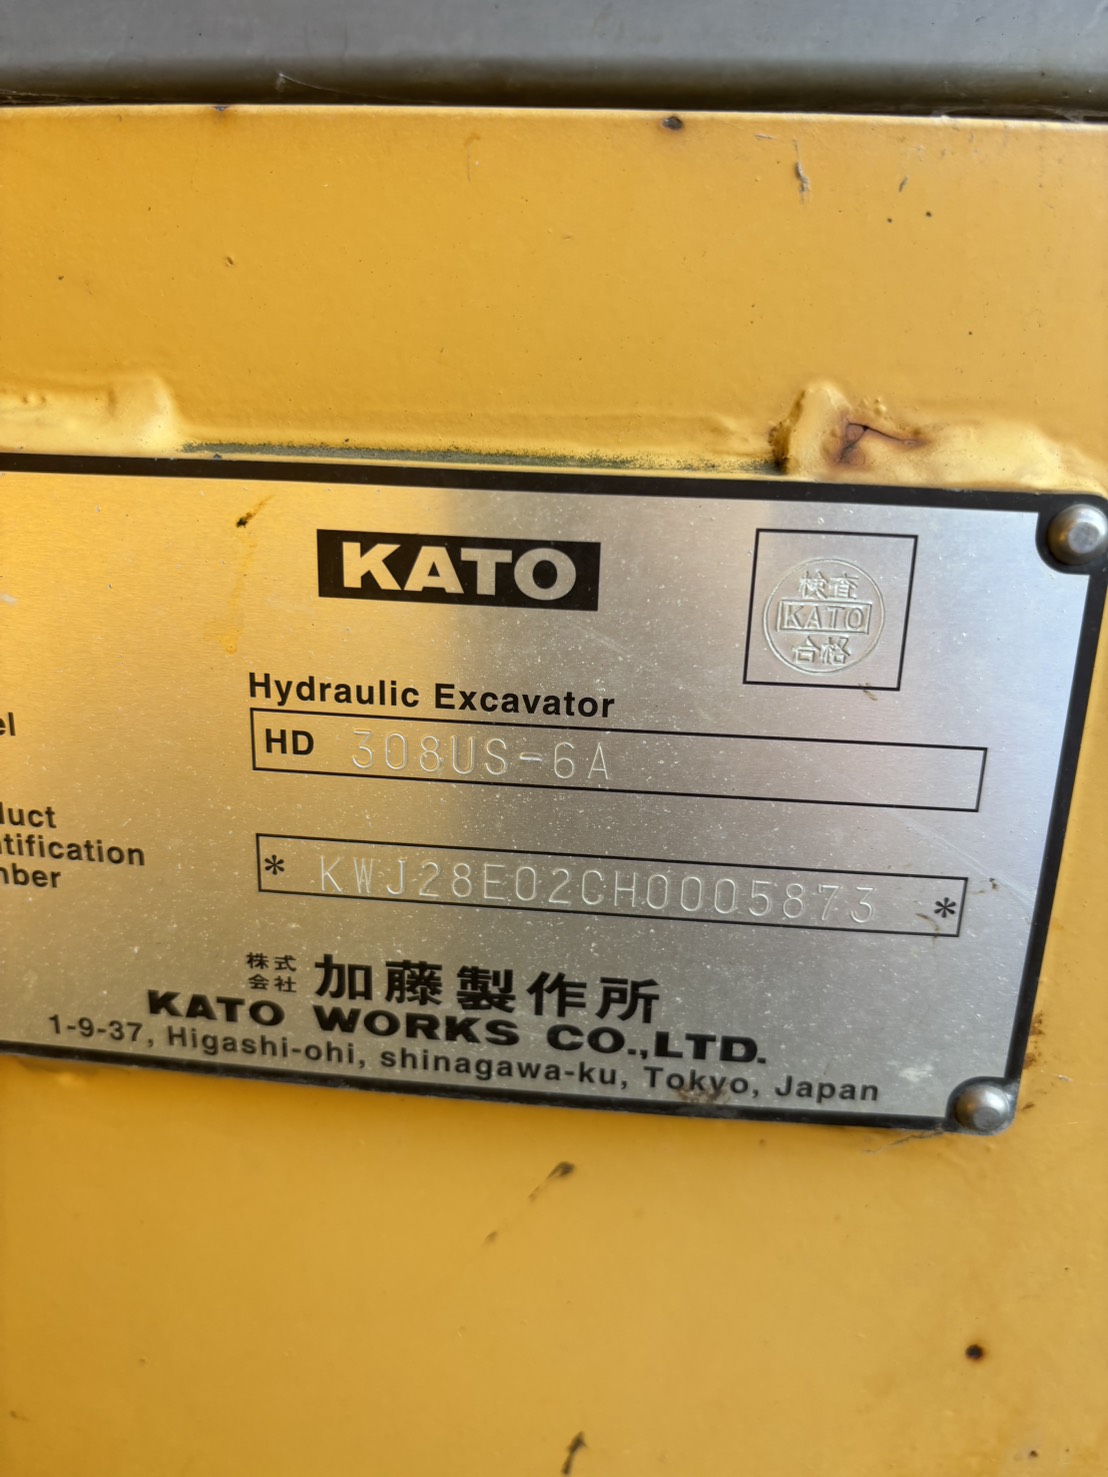 KATO
検査
KATO
合格
Hydraulic Excavator
el
HD 308US-6A
duct
ntification
mber
* KWJ28E02CH0005873 *
株式会社 加藤製作所
KATO WORKS CO.,LTD.
1-9-37, Higashi-ohi, shinagawa-ku, Tokyo, Japan